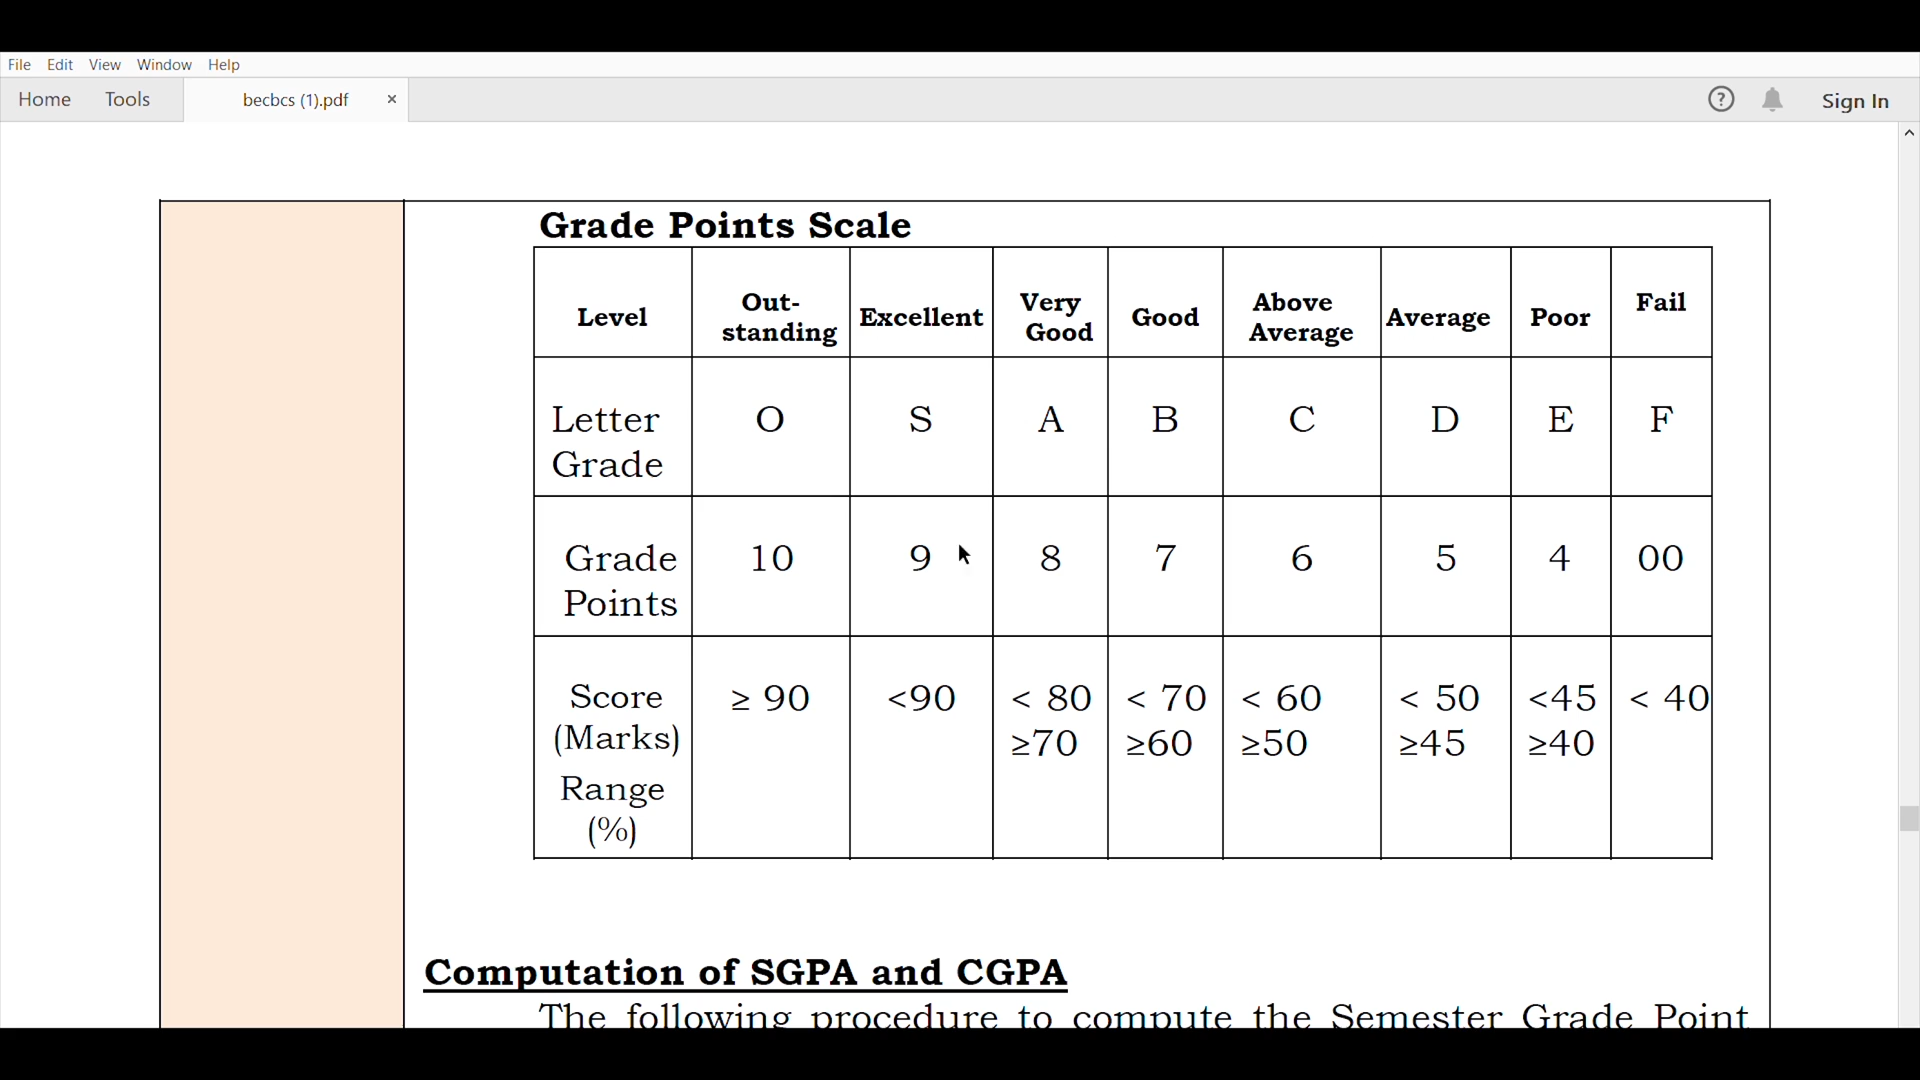 File Edit View Window Help
Home Tools becbcs (1).pdf × ? Sign In
Grade Points Scale
Level Out-standing Excellent Very Good Good Above Average Average Poor Fail
Letter Grade O S A B C D E F
Grade Points 10 9 8 7 6 5 4 00
Score (Marks) Range (%) ≥ 90 <90 < 80 ≥70 < 70 ≥60 < 60 ≥50 < 50 ≥45 <45 ≥40 < 40
Computation of SGPA and CGPA
The following procedure to compute the Semester Grade Point